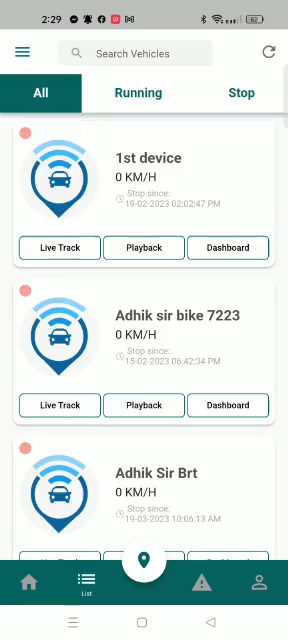 2:29
62
Search Vehicles
All Running Stop
1st device
0 KM/H
Stop since:
19-02-2023 02:02:47 PM
Live Track Playback Dashboard
Adhik sir bike 7223
0 KM/H
Stop since:
15-02-2023 06:42:34 PM
Live Track Playback Dashboard
Adhik Sir Brt
0 KM/H
Stop since:
19-03-2023 10:06:13 AM
List